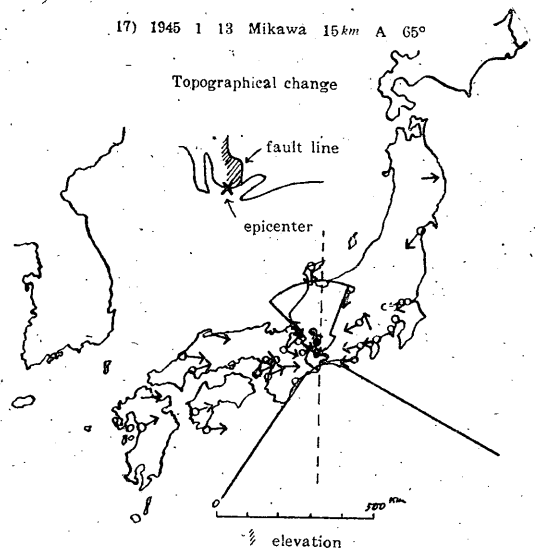 17) 1945 1 13 Mikawa 15km A 65°
Topographical change
fault line
epicenter
0
500 Km
elevation